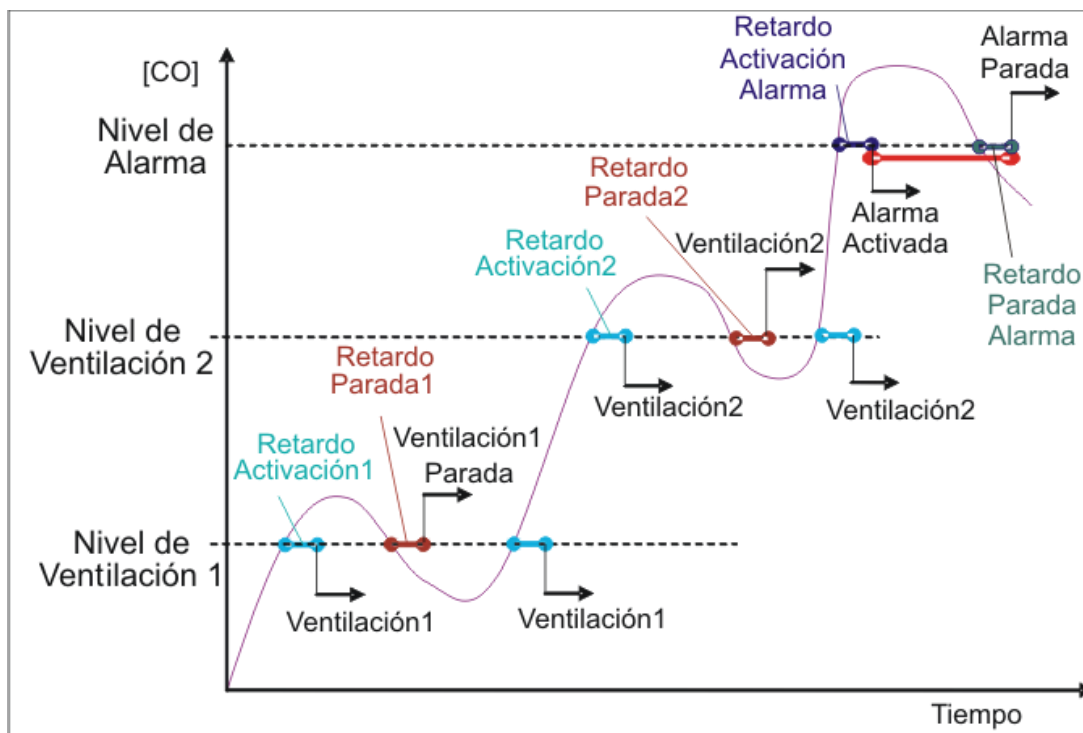 [CO]
Retardo
Activación
Alarma
Alarma
Parada
Nivel de
Alarma
Retardo
Parada2
Alarma
Activada
Retardo
Activación2
Ventilación2
Retardo
Parada
Alarma
Nivel de
Ventilación 2
Retardo
Parada1
Ventilación2
Ventilación2
Retardo
Activación1
Ventilación1
Parada
Nivel de
Ventilación 1
Ventilación1
Ventilación1
Tiempo